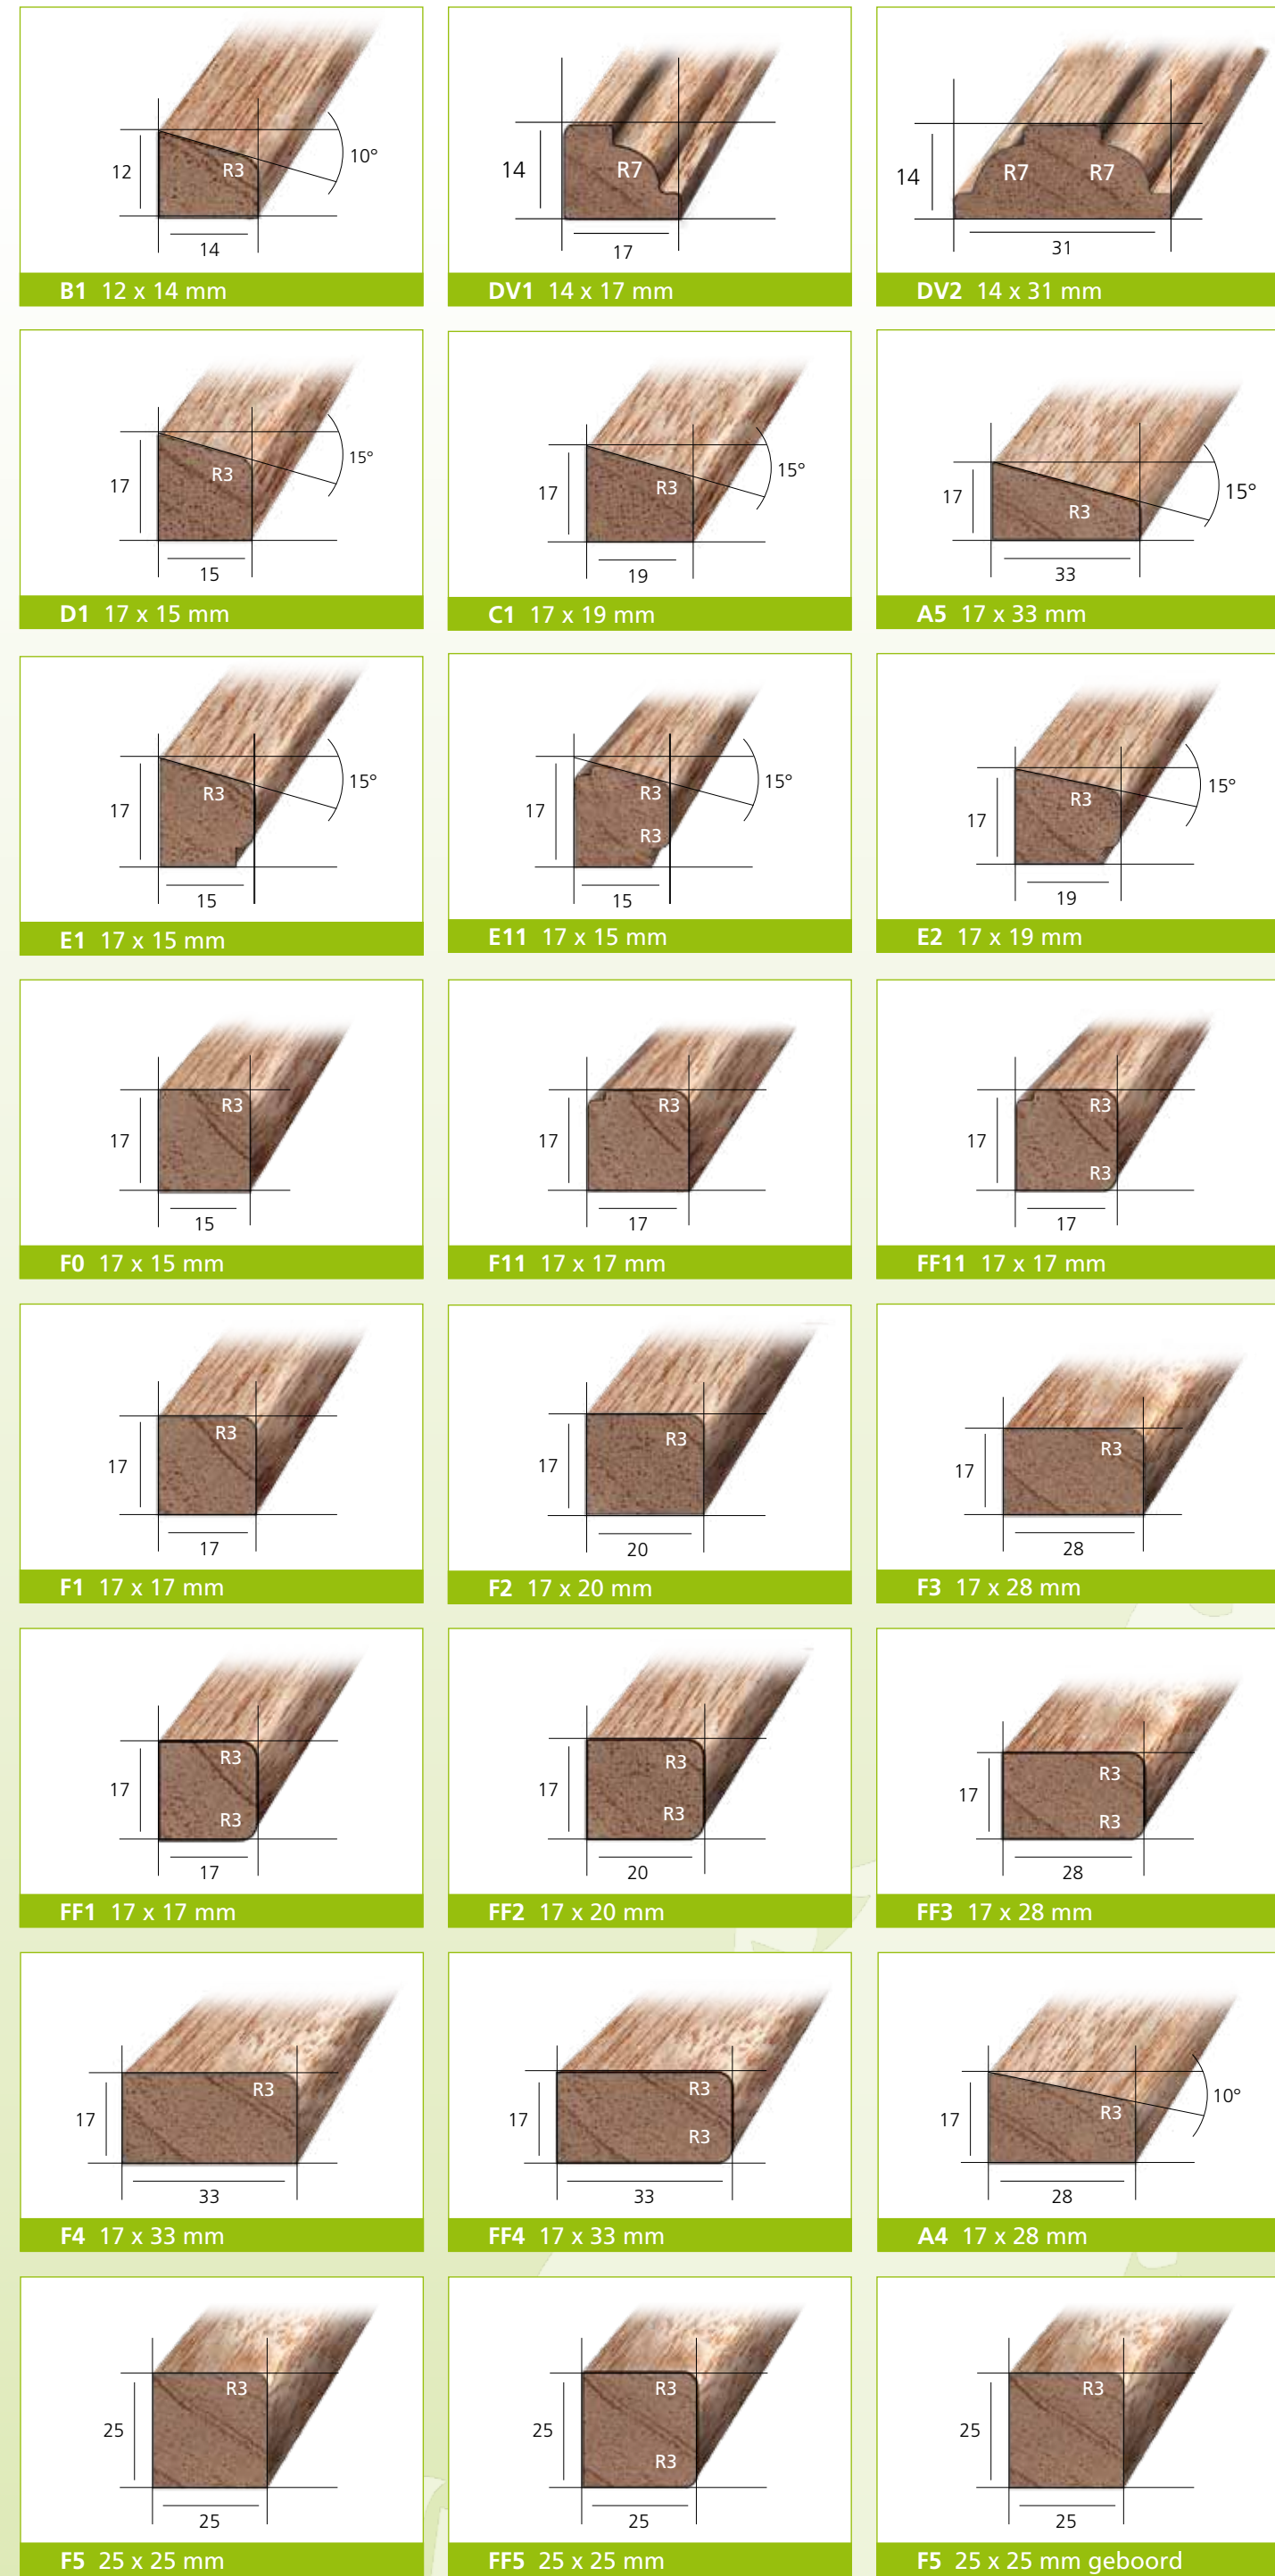 12
R3
10°
14
B1 12 x 14 mm
14
R7
17
DV1 14 x 17 mm
14
R7 R7
31
DV2 14 x 31 mm
17
R3
15°
15
D1 17 x 15 mm
17
R3
15°
19
C1 17 x 19 mm
17
R3
15°
33
A5 17 x 33 mm
17
R3
15°
15
E1 17 x 15 mm
17
R3
R3
15°
15
E11 17 x 15 mm
17
R3
15°
19
E2 17 x 19 mm
17
R3
15
F0 17 x 15 mm
17
R3
17
F11 17 x 17 mm
17
R3
R3
17
FF11 17 x 17 mm
17
R3
17
F1 17 x 17 mm
17
R3
20
F2 17 x 20 mm
17
R3
28
F3 17 x 28 mm
17
R3
R3
17
FF1 17 x 17 mm
17
R3
R3
20
FF2 17 x 20 mm
17
R3
R3
28
FF3 17 x 28 mm
17
R3
33
F4 17 x 33 mm
17
R3
R3
33
FF4 17 x 33 mm
17
R3
10°
28
A4 17 x 28 mm
25
R3
25
F5 25 x 25 mm
25
R3
R3
25
FF5 25 x 25 mm
25
R3
25
F5 25 x 25 mm geboord